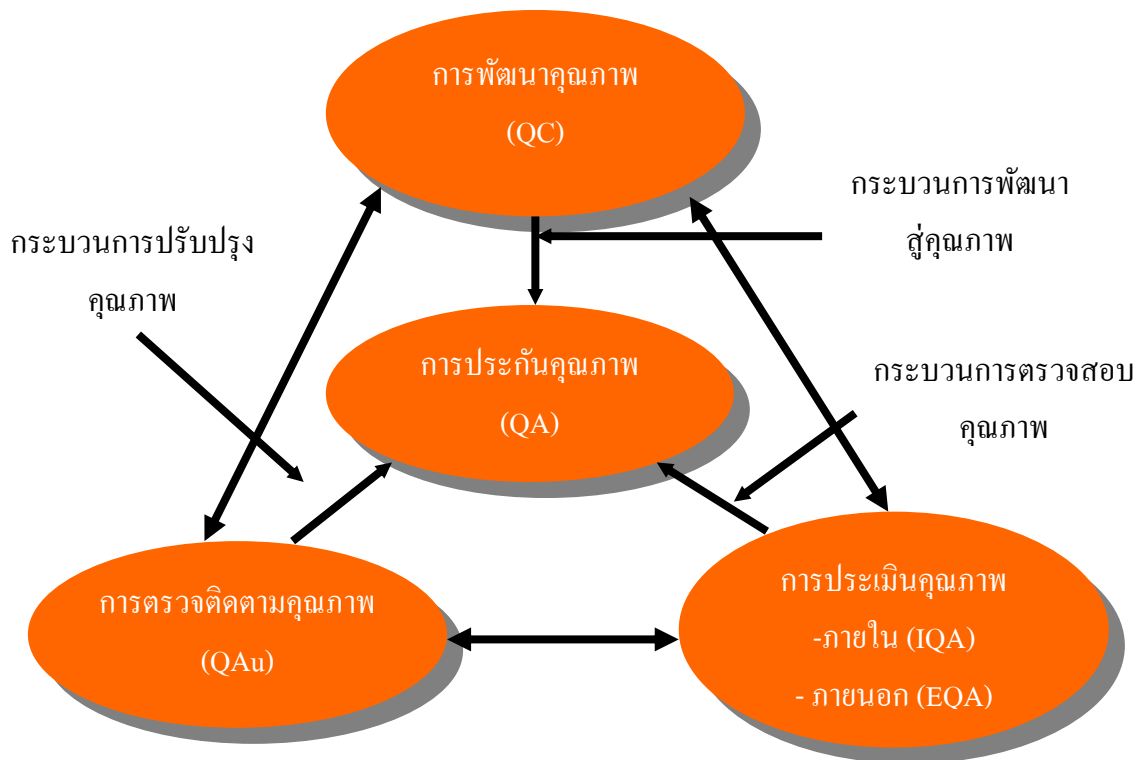 การพัฒนาคุณภาพ
(QC)
กระบวนการพัฒนา
สู่คุณภาพ
กระบวนการปรับปรุง
คุณภาพ
การประกันคุณภาพ
(QA)
กระบวนการตรวจสอบ
คุณภาพ
การตรวจติดตามคุณภาพ
(QAu)
การประเมินคุณภาพ
-ภายใน (IQA)
- ภายนอก (EQA)